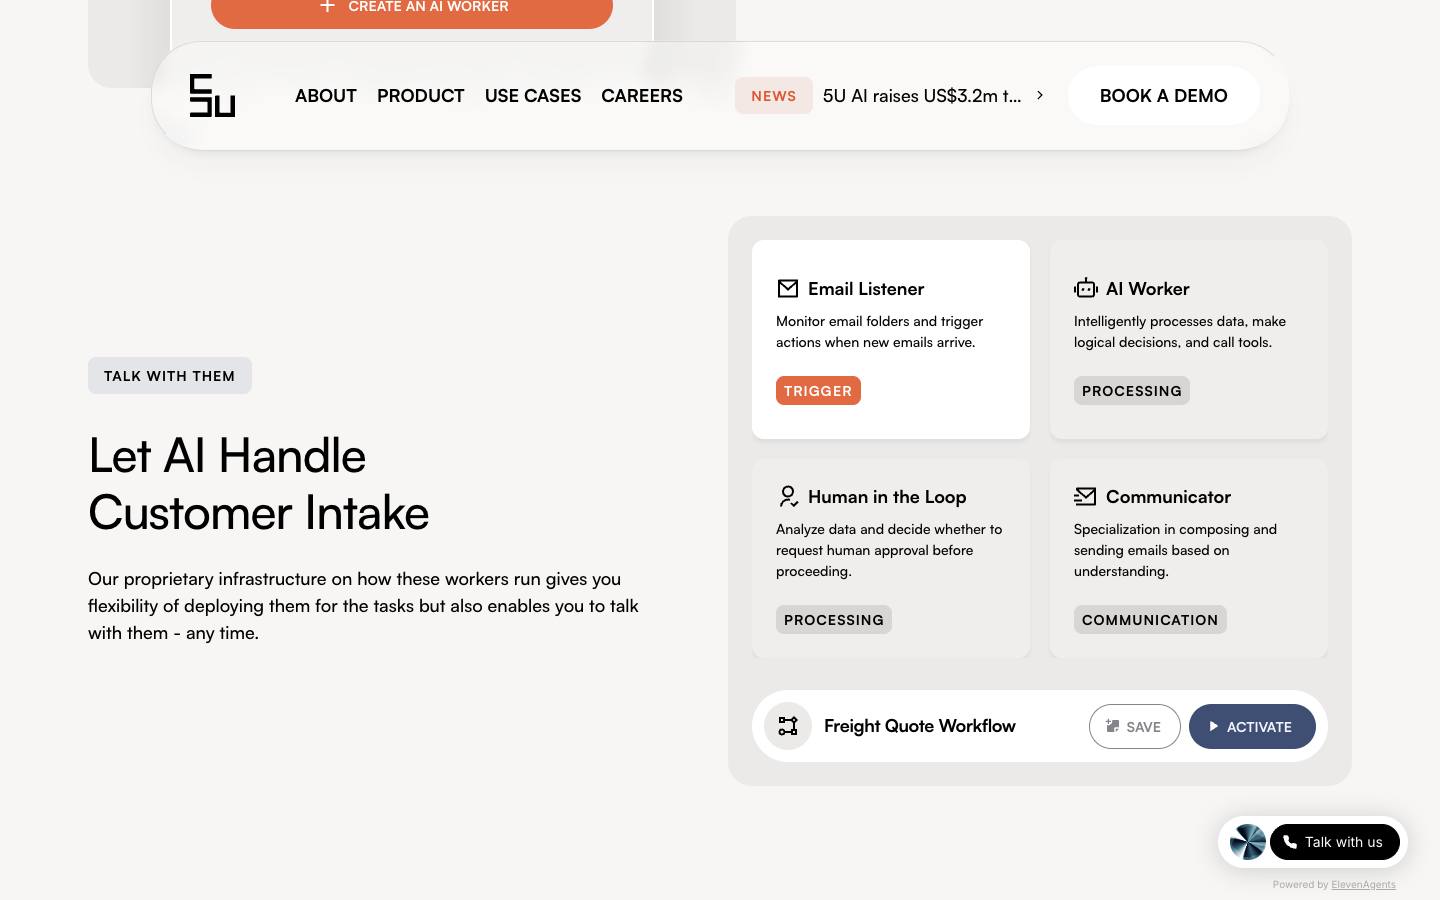 CREATE AN AI WORKER
5u
ABOUT PRODUCT USE CASES CAREERS
NEWS 5U AI raises US$3.2m t...
BOOK A DEMO
TALK WITH THEM
Let AI Handle
Customer Intake
Our proprietary infrastructure on how these workers run gives you
flexibility of deploying them for the tasks but also enables you to talk
with them - any time.
Email Listener
Monitor email folders and trigger
actions when new emails arrive.
TRIGGER
AI Worker
Intelligently processes data, make
logical decisions, and call tools.
PROCESSING
Human in the Loop
Analyze data and decide whether to
request human approval before
proceeding.
PROCESSING
Communicator
Specialization in composing and
sending emails based on
understanding.
COMMUNICATION
Freight Quote Workflow
SAVE
ACTIVATE
Talk with us
Powered by ElevenAgents